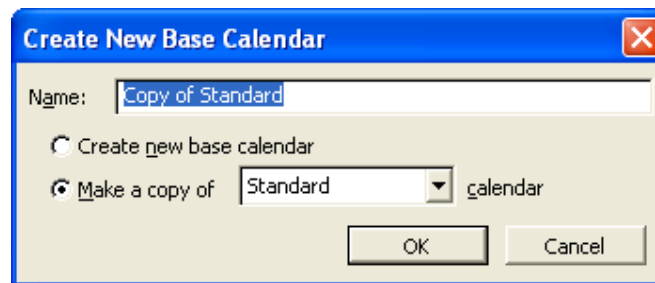 Create New Base Calendar
Name: Copy of Standard
Create new base calendar
Make a copy of Standard calendar
OK Cancel